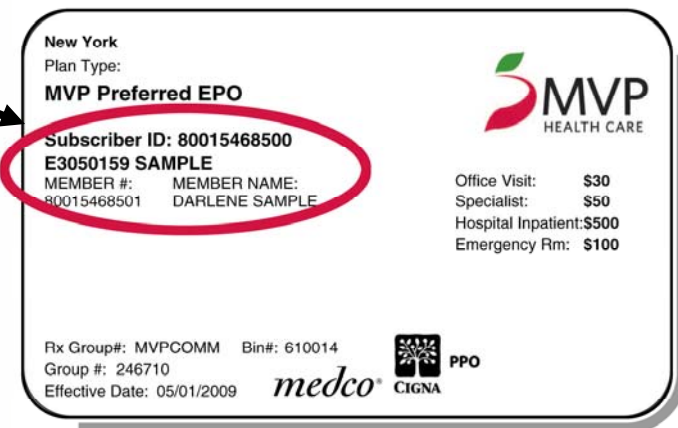 New York
Plan Type:
MVP Preferred EPO
Subscriber ID: 80015468500
E3050159 SAMPLE
MEMBER #: MEMBER NAME:
80015468501 DARLENE SAMPLE
MVP
HEALTH CARE
Office Visit: $30
Specialist: $50
Hospital Inpatient:$500
Emergency Rm: $100
Rx Group#: MVPCOMM Bin#: 610014
Group #: 246710
Effective Date: 05/01/2009
medco®
CIGNA
PPO